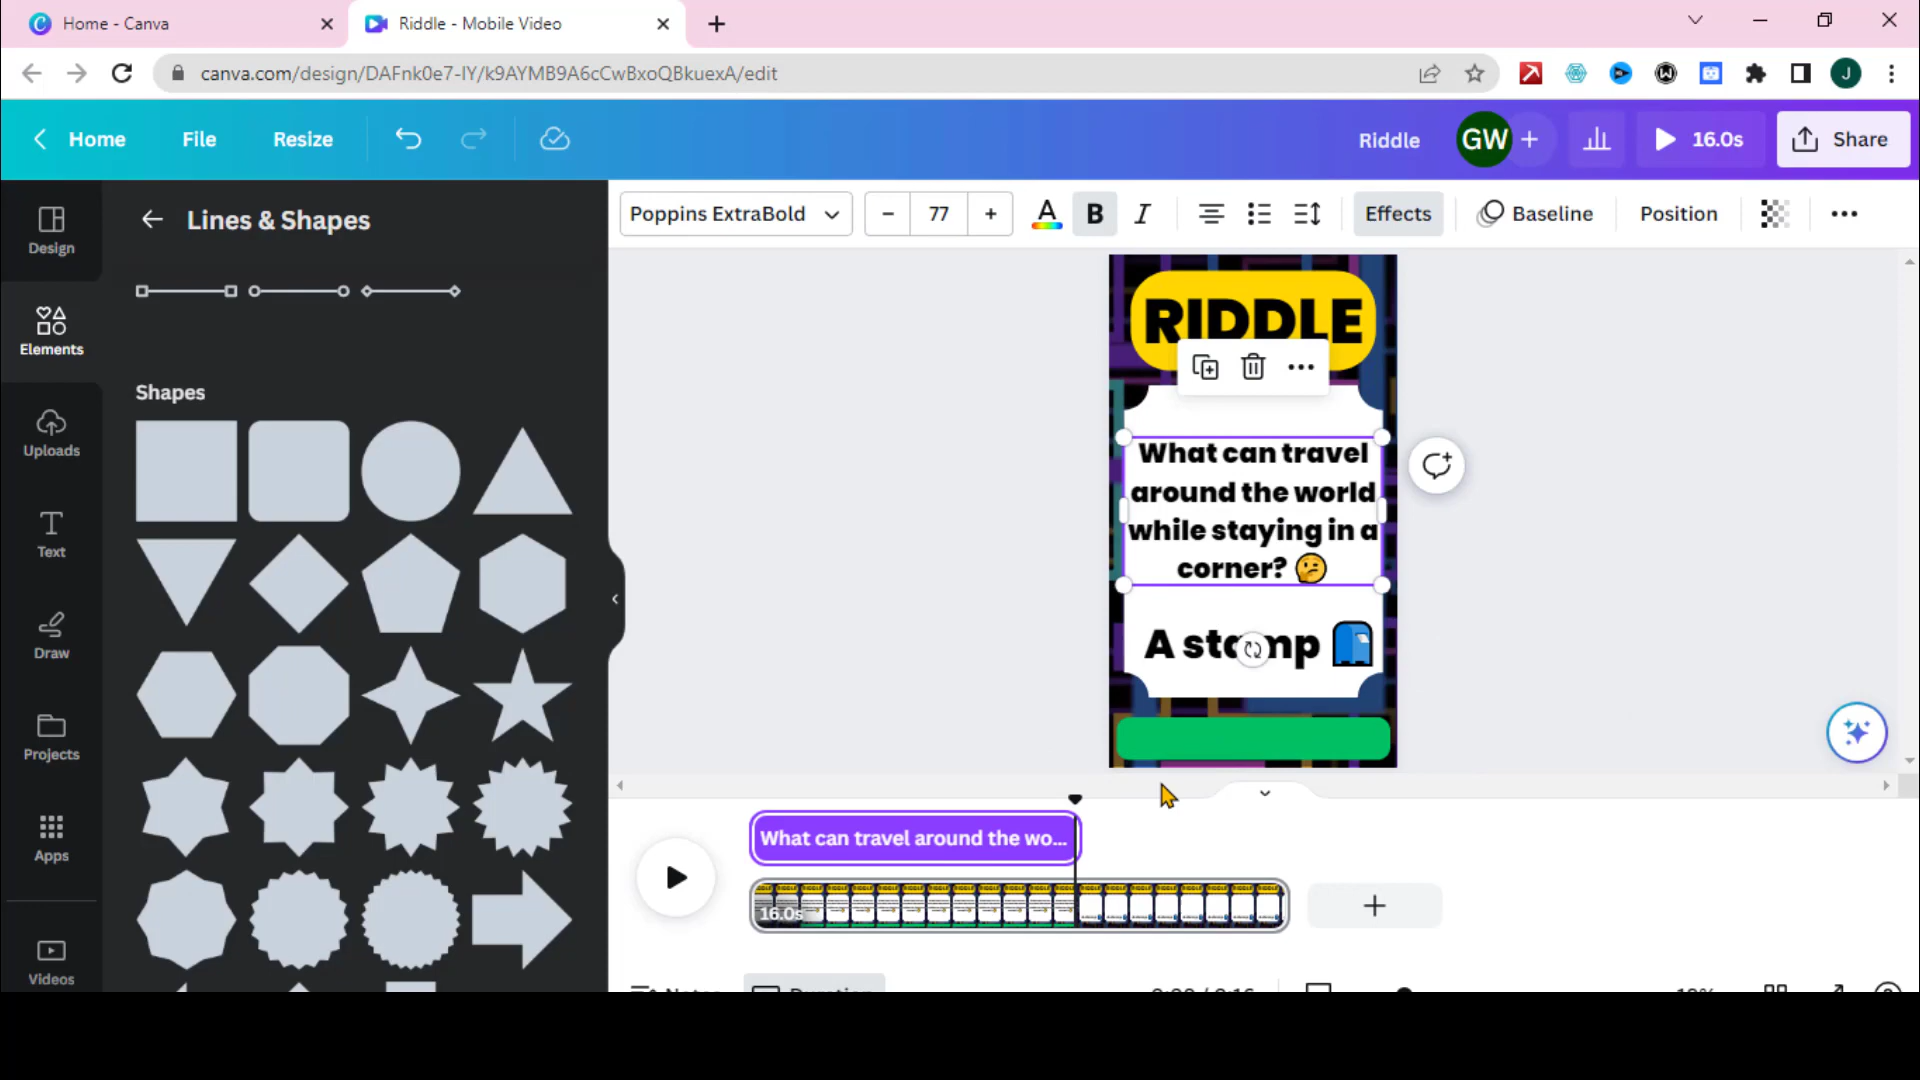 Home - Canva
Riddle - Mobile Video
canva.com/design/DAFnk0e7-IY/k9AYMB9A6cCwBxoQBkuexA/edit
J
Home
File
Resize
Riddle
GW
16.0s
Share
Design
Elements
Uploads
Text
Draw
Projects
Apps
Videos
Lines & Shapes
Shapes
Poppins ExtraBold
77
A
B
I
Effects
Baseline
Position
RIDDLE
What can travel
around the world
while staying in a
corner? 🤔
What can travel around the wo...
16.0s